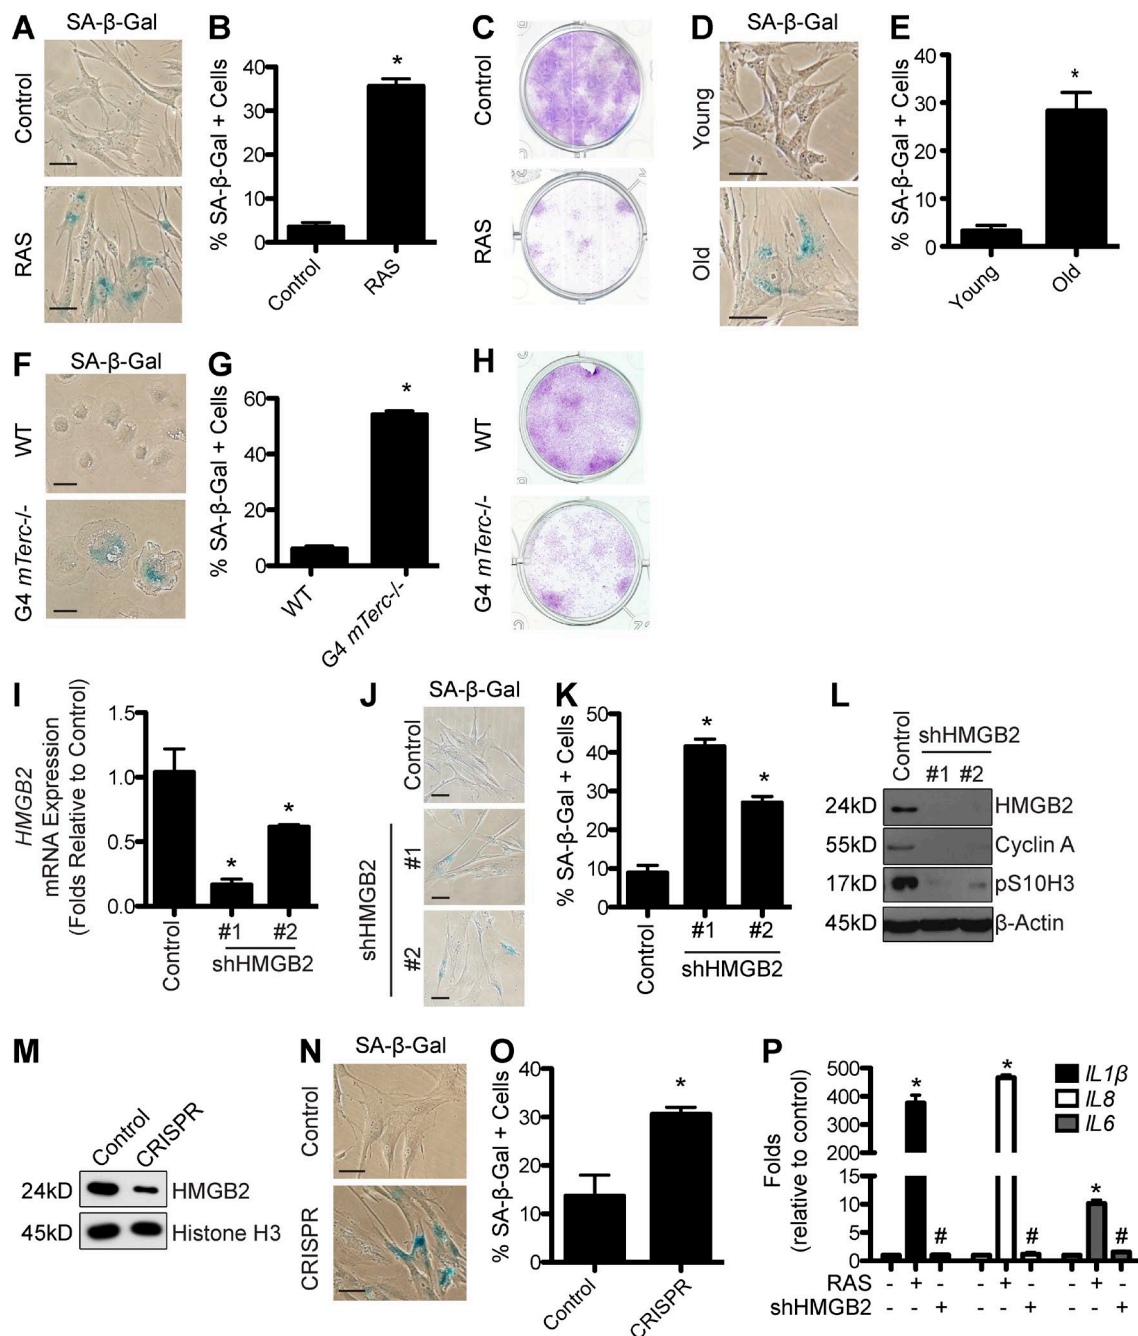 A
SA-β-Gal
Control
RAS
B
% SA-β-Gal + Cells
40
30
20
10
0
*
Control
RAS
C
Control
RAS
D
SA-β-Gal
Young
Old
E
% SA-β-Gal + Cells
40
30
20
10
0
*
Young
Old
F
SA-β-Gal
WT
G4 mTerc-/-
G
% SA-β-Gal + Cells
60
40
20
0
*
WT
G4 mTerc-/-
H
WT
G4 mTerc-/-
I
HMGB2
mRNA Expression
(Folds Relative to Control)
1.5
1.0
0.5
0.0
*
*
Control
#1 #2
shHMGB2
J
SA-β-Gal
Control
#1
#2
shHMGB2
K
% SA-β-Gal + Cells
50
40
30
20
10
0
*
*
Control
#1 #2
shHMGB2
L
Control
shHMGB2
#1 #2
24kD HMGB2
55kD Cyclin A
17kD pS10H3
45kD β-Actin
M
Control
CRISPR
24kD HMGB2
45kD Histone H3
N
SA-β-Gal
Control
CRISPR
O
% SA-β-Gal + Cells
40
30
20
10
0
*
Control
CRISPR
P
Folds
(relative to control)
500
400
300
200
15
10
5
0
* # * # * #
IL1β
IL8
IL6
RAS - + + - + + - + +
shHMGB2 - - + - - + - - +